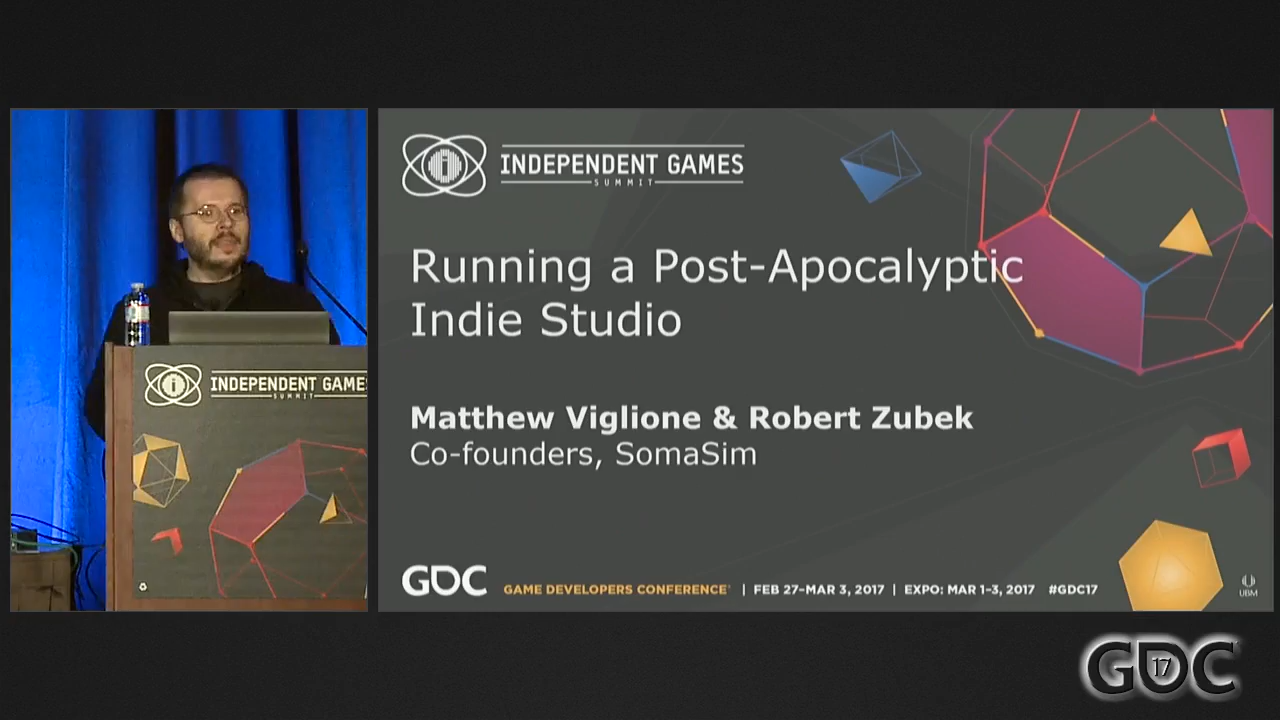 INDEPENDENT GAMES
SUMMIT
Running a Post-Apocalyptic
Indie Studio
Matthew Viglione & Robert Zubek
Co-founders, SomaSim
GDC GAME DEVELOPERS CONFERENCE | FEB 27–MAR 3, 2017 | EXPO: MAR 1–3, 2017 #GDC17
UBM
INDEPENDENT GAME
SUMMIT
GDC
17